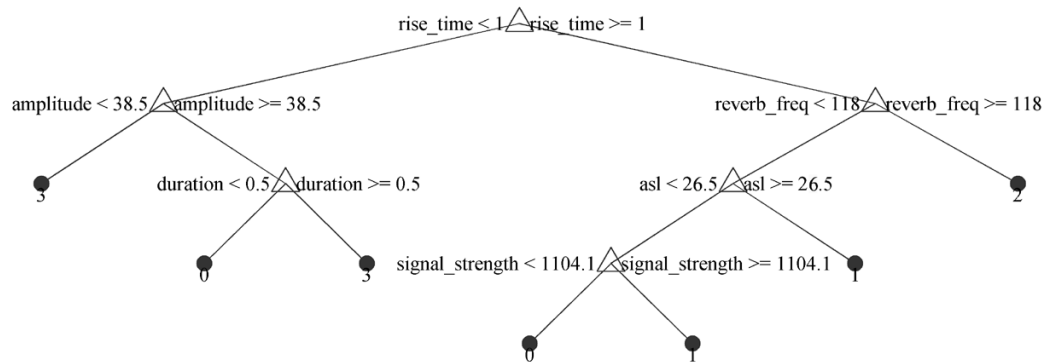 rise_time < 1 rise_time >= 1
amplitude < 38.5 amplitude >= 38.5 reverb_freq < 118 reverb_freq >= 118
3 duration < 0.5 duration >= 0.5 asl < 26.5 asl >= 26.5 2
0 3 signal_strength < 1104.1 signal_strength >= 1104.1 1
0 1